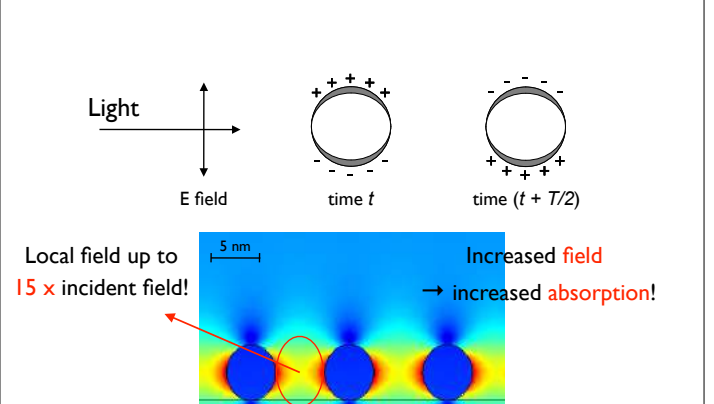 + + + + +
- - - - -
Light
- - - - -
+ + + + +
E field
time t
time (t + T/2)
Local field up to
15 x incident field!
5 nm
Increased field
→ increased absorption!